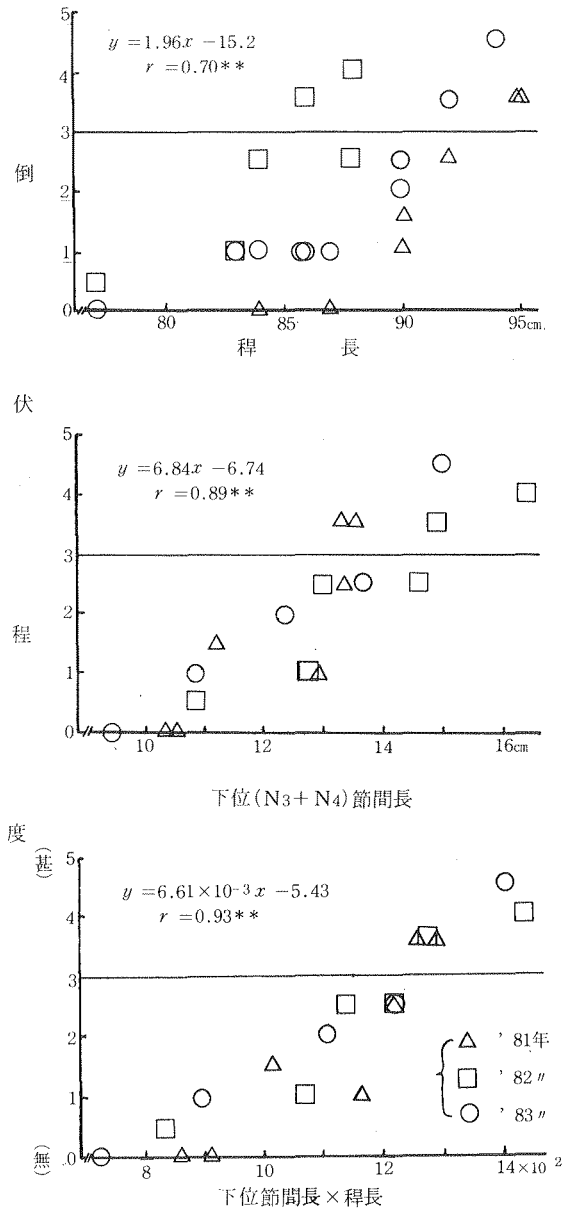 y = 1.96x − 15.2
r = 0.70**
5
4
3
2
1
0
80
85
90
95cm.
稈長
倒伏程度
y = 6.84x − 6.74
r = 0.89**
5
4
3
2
1
0
10
12
14
16cm
下位(N3+N4)節間長
(甚)
y = 6.61×10-3 x − 5.43
r = 0.93**
5
4
3
2
1
0
(無)
8
10
12
14×10 2
△ '81年
□ '82〃
○ '83〃
下位節間長×稈長